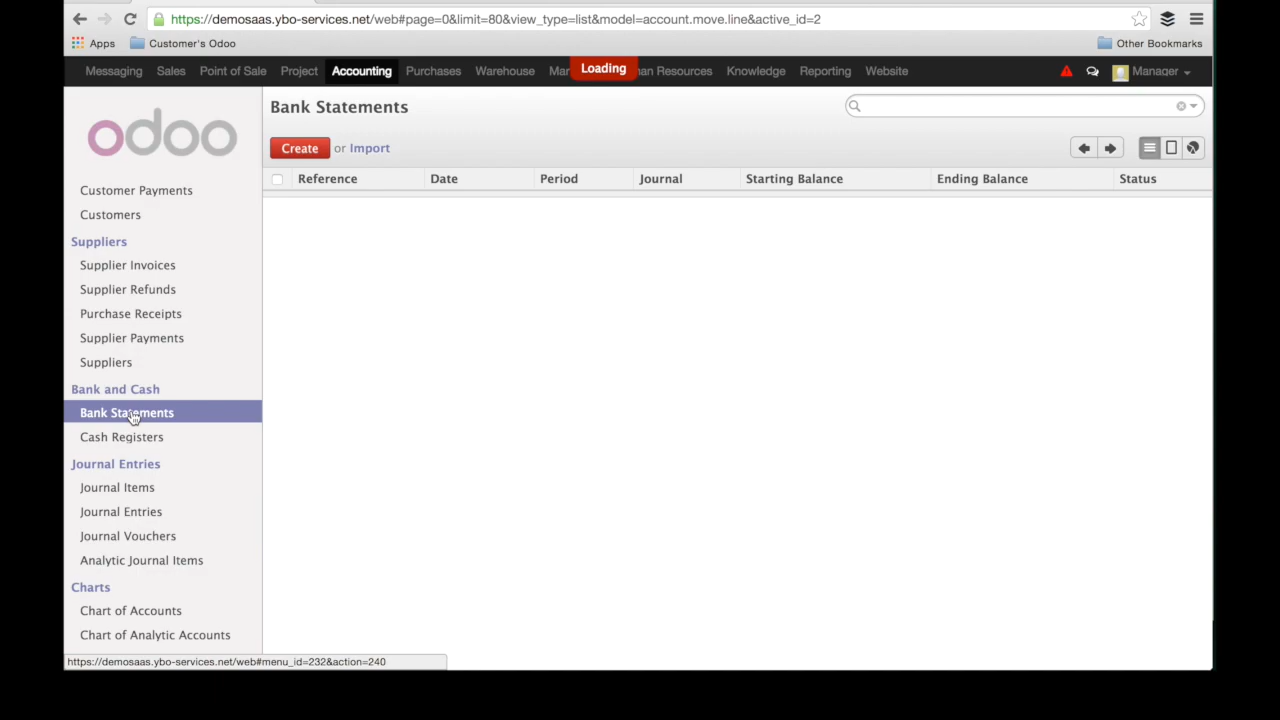 https://demosaas.ybo-services.net/web#page=0&limit=80&view_type=list&model=account.move.line&active_id=2
Apps Customer's Odoo Other Bookmarks
Messaging Sales Point of Sale Project Accounting Purchases Warehouse Mar Loading an Resources Knowledge Reporting Website Manager
odoo
Bank Statements
Create or Import
Reference Date Period Journal Starting Balance Ending Balance Status
Customer Payments
Customers
Suppliers
Supplier Invoices
Supplier Refunds
Purchase Receipts
Supplier Payments
Suppliers
Bank and Cash
Bank Statements
Cash Registers
Journal Entries
Journal Items
Journal Entries
Journal Vouchers
Analytic Journal Items
Charts
Chart of Accounts
Chart of Analytic Accounts
https://demosaas.ybo-services.net/web#menu_id=232&action=240